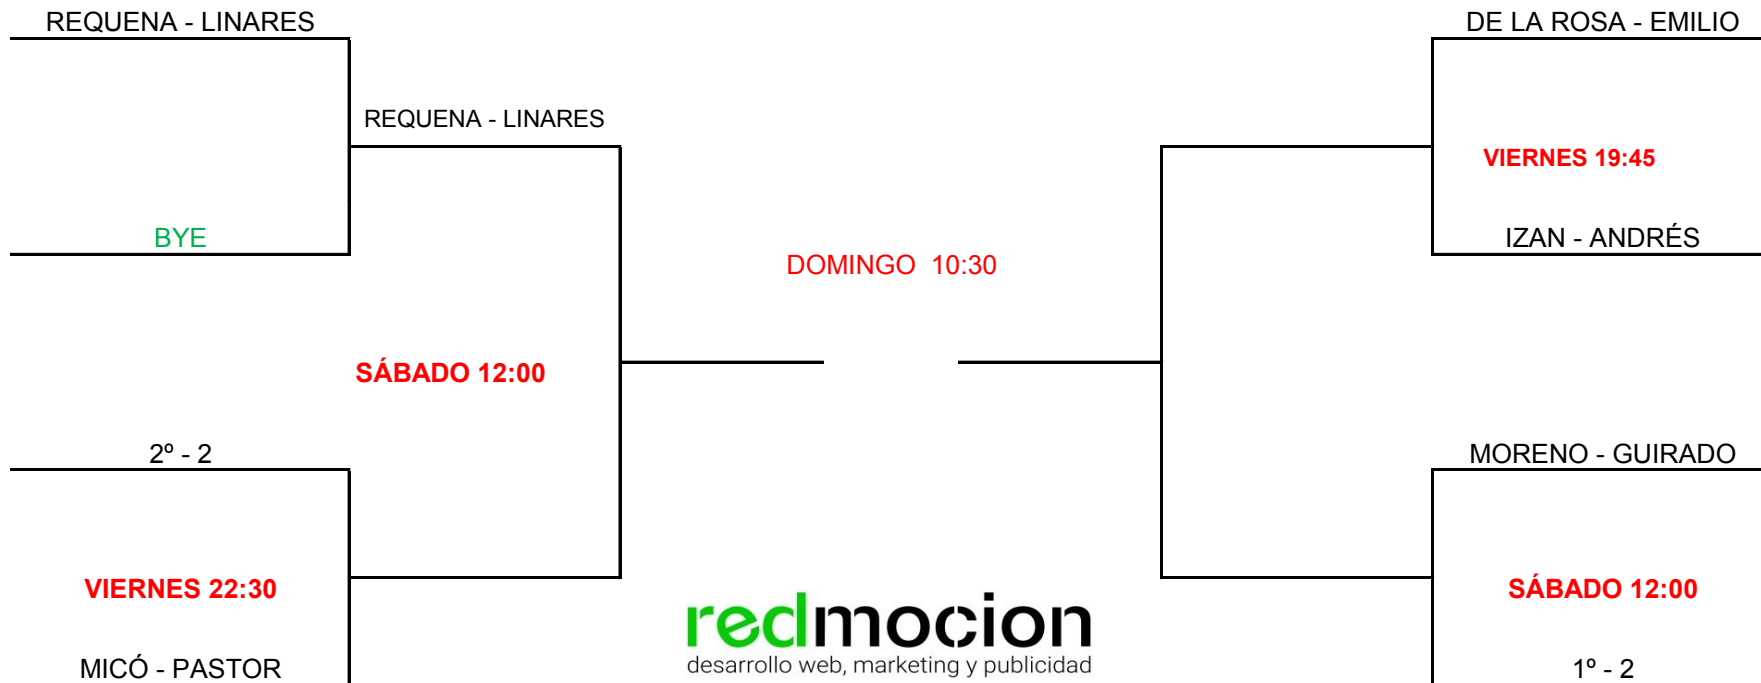 REQUENA - LINARES
DE LA ROSA - EMILIO
REQUENA - LINARES
VIERNES 19:45
BYE
IZAN - ANDRÉS
DOMINGO 10:30
SÁBADO 12:00
2º - 2
MORENO - GUIRADO
VIERNES 22:30
SÁBADO 12:00
redmocion
desarrollo web, marketing y publicidad
MICÓ - PASTOR
1º - 2